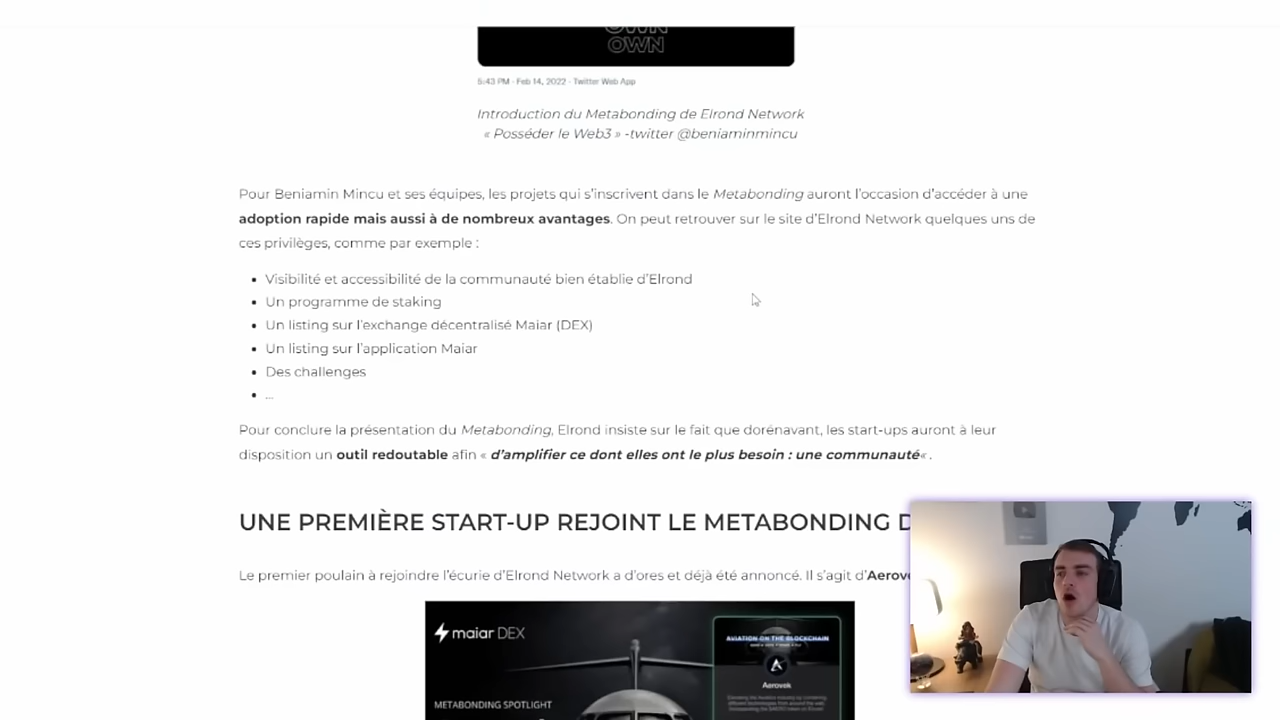 OWN
OWN
5:43 PM · Feb 14, 2022 · Twitter Web App
Introduction du Metabonding de Elrond Network
« Posséder le Web3 » -twitter @beniaminmincu
Pour Beniamin Mincu et ses équipes, les projets qui s'inscrivent dans le Metabonding auront l'occasion d'accéder à une
adoption rapide mais aussi à de nombreux avantages. On peut retrouver sur le site d'Elrond Network quelques uns de
ces privilèges, comme par exemple :
• Visibilité et accessibilité de la communauté bien établie d'Elrond
• Un programme de staking
• Un listing sur l'exchange décentralisé Maiar (DEX)
• Un listing sur l'application Maiar
• Des challenges
• ...
Pour conclure la présentation du Metabonding, Elrond insiste sur le fait que dorénavant, les start-ups auront à leur
disposition un outil redoutable afin « d'amplifier ce dont elles ont le plus besoin : une communauté« .
UNE PREMIÈRE START-UP REJOINT LE METABONDING D
Le premier poulain à rejoindre l'écurie d'Elrond Network a d'ores et déjà été annoncé. Il s'agit d'Aerov
maiar DEX
AVIATION ON THE BLOCKCHAIN
Aerovek
METABONDING SPOTLIGHT